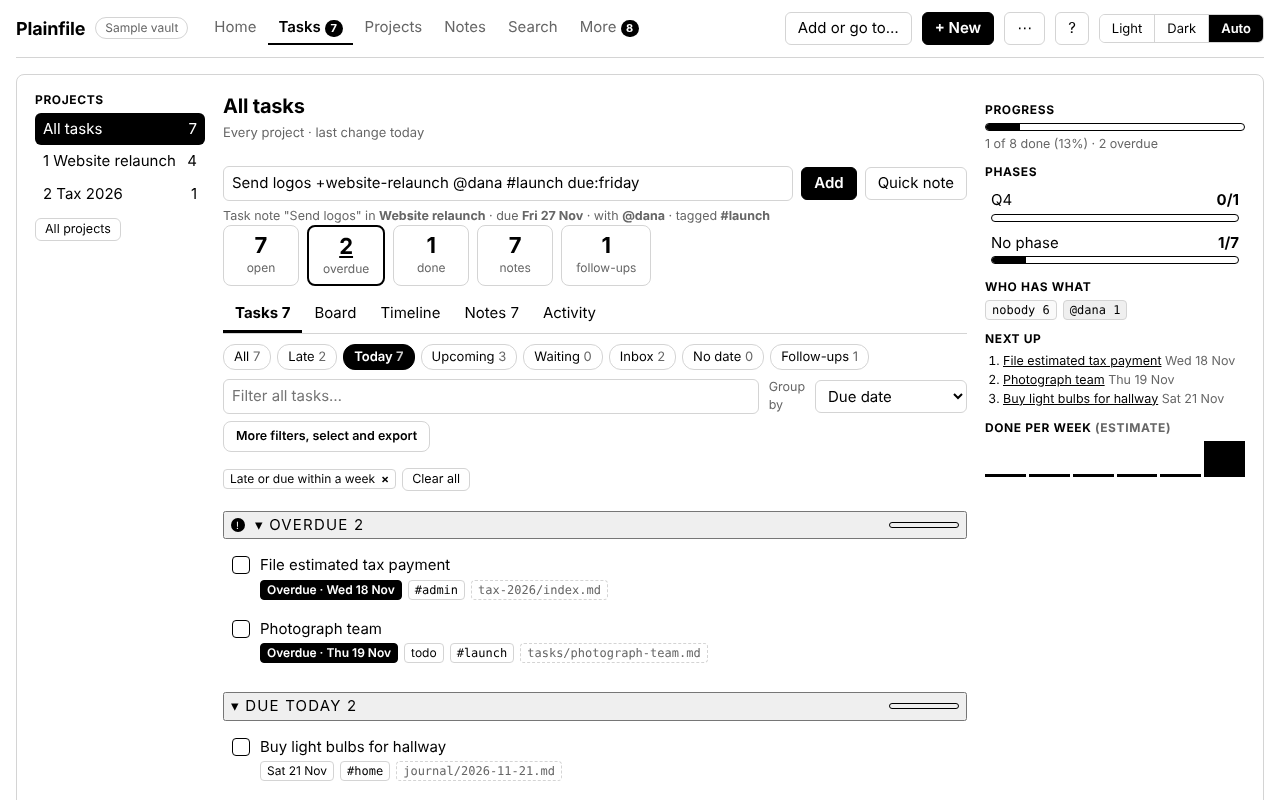 Plainfile Sample vault Home Tasks 7 Projects Notes Search More 8 Add or go to... + New ... ? Light Dark Auto
PROJECTS
All tasks 7
1 Website relaunch 4
2 Tax 2026 1
All projects
All tasks
Every project · last change today
Send logos +website-relaunch @dana #launch due:friday Add Quick note
Task note "Send logos" in Website relaunch · due Fri 27 Nov · with @dana · tagged #launch
7 open
2 overdue
1 done
7 notes
1 follow-ups
Tasks 7 Board Timeline Notes 7 Activity
All 7 Late 2 Today 7 Upcoming 3 Waiting 0 Inbox 2 No date 0 Follow-ups 1
Filter all tasks... Group by Due date
More filters, select and export
Late or due within a week × Clear all
! ▾ OVERDUE 2
File estimated tax payment
Overdue · Wed 18 Nov #admin tax-2026/index.md
Photograph team
Overdue · Thu 19 Nov todo #launch tasks/photograph-team.md
▾ DUE TODAY 2
Buy light bulbs for hallway
Sat 21 Nov #home journal/2026-11-21.md
PROGRESS
1 of 8 done (13%) · 2 overdue
PHASES
Q4 0/1
No phase 1/7
WHO HAS WHAT
nobody 6 @dana 1
NEXT UP
1. File estimated tax payment Wed 18 Nov
2. Photograph team Thu 19 Nov
3. Buy light bulbs for hallway Sat 21 Nov
DONE PER WEEK (ESTIMATE)